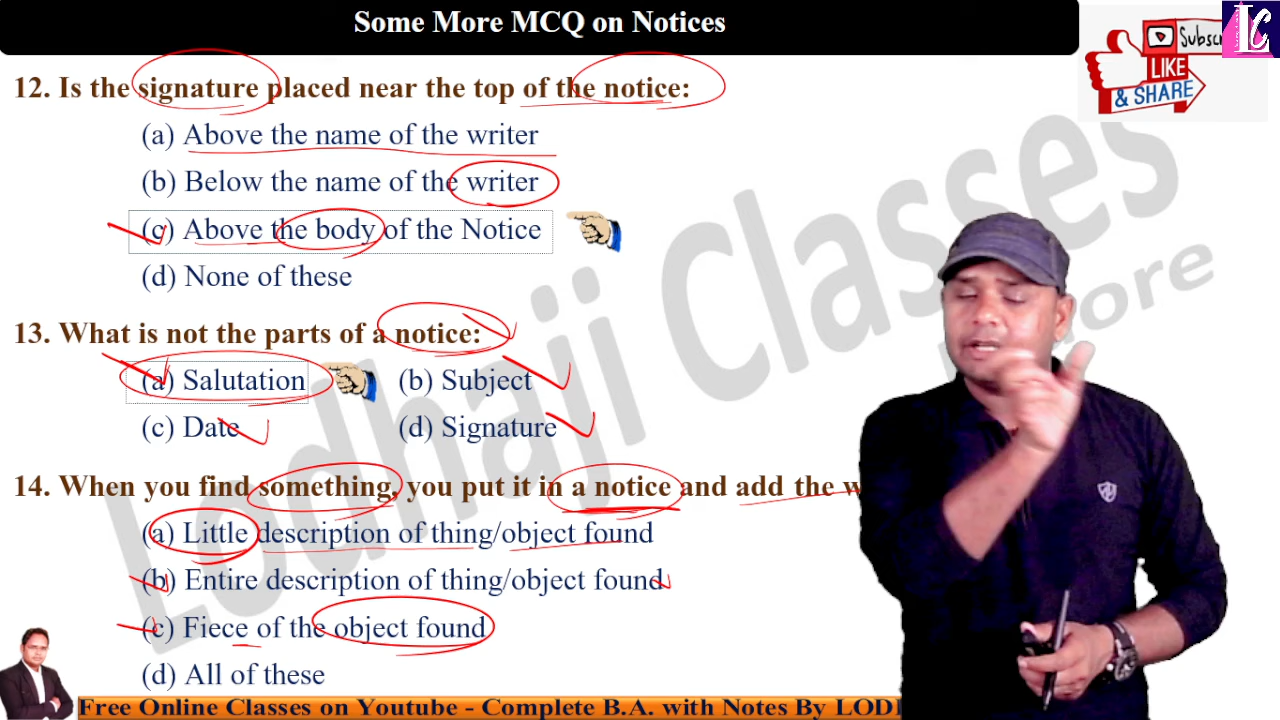 Some More MCQ on Notices
Subscr
LC
LIKE
& SHARE
12. Is the signature placed near the top of the notice:
(a) Above the name of the writer
(b) Below the name of the writer
(c) Above the body of the Notice
(d) None of these
13. What is not the parts of a notice:
(a) Salutation (b) Subject
(c) Date (d) Signature
14. When you find something, you put it in a notice and add the w
(a) Little description of thing/object found
(b) Entire description of thing/object found
(c) Fiece of the object found
(d) All of these
Lodhaji Classes
more
Free Online Classes on Youtube - Complete B.A. with Notes By LODH